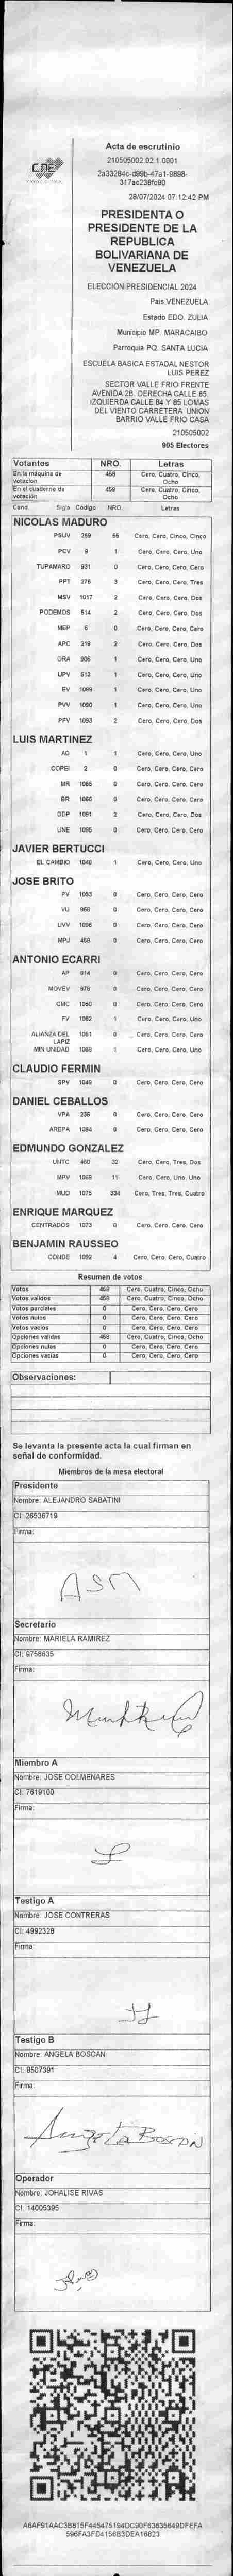 CNE
Acta de escrutinio
210505002.02.1.0001
28/07/2024 07:12:42 PM
PRESIDENTA O
PRESIDENTE DE LA
REPUBLICA
BOLIVARIANA DE
VENEZUELA
ELECCIÓN PRESIDENCIAL 2024
Pais VENEZUELA
Estado EDO. ZULIA
Municipio MP. MARACAIBO
Parroquia PQ. SANTA LUCIA
ESCUELA BASICA ESTADAL NESTOR
LUIS PEREZ
SECTOR VALLE FRIO FRENTE
AVENIDA 2B. DERECHA CALLE 85.
IZQUIERDA CALLE 84 Y 85 LOMAS
DEL VIENTO CARRETERA UNION
BARRIO VALLE FRIO CASA
210505002
905 Electores
Votantes NRO. Letras
En la máquina de votación 458 Cero, Cuatro, Cinco, Ocho
En el cuaderno de votación 458 Cero, Cuatro, Cinco, Ocho
Cand. Sigla Código NRO. Letras
NICOLAS MADURO
PSUV 269 55 Cero, Cero, Cinco, Cinco
PCV 9 1 Cero, Cero, Cero, Uno
TUPAMARO 931 0 Cero, Cero, Cero, Cero
PPT 276 3 Cero, Cero, Cero, Tres
MSV 1017 2 Cero, Cero, Cero, Dos
PODEMOS 514 2 Cero, Cero, Cero, Dos
MEP 6 0 Cero, Cero, Cero, Cero
APC 219 2 Cero, Cero, Cero, Dos
ORA 906 1 Cero, Cero, Cero, Uno
UPV 513 1 Cero, Cero, Cero, Uno
EV 1069 1 Cero, Cero, Cero, Uno
PVV 1090 1 Cero, Cero, Cero, Uno
PFV 1093 2 Cero, Cero, Cero, Dos
LUIS MARTINEZ
AD 1 1 Cero, Cero, Cero, Uno
COPEI 2 0 Cero, Cero, Cero, Cero
MR 1065 0 Cero, Cero, Cero, Cero
BR 1066 0 Cero, Cero, Cero, Cero
DDP 1091 2 Cero, Cero, Cero, Dos
UNE 1095 0 Cero, Cero, Cero, Cero
JAVIER BERTUCCI
EL CAMBIO 1048 1 Cero, Cero, Cero, Uno
JOSE BRITO
PV 1053 0 Cero, Cero, Cero, Cero
VU 968 0 Cero, Cero, Cero, Cero
UVV 1096 0 Cero, Cero, Cero, Cero
MPJ 458 0 Cero, Cero, Cero, Cero
ANTONIO ECARRI
AP 914 0 Cero, Cero, Cero, Cero
MOVEV 978 0 Cero, Cero, Cero, Cero
CMC 1060 0 Cero, Cero, Cero, Cero
FV 1062 1 Cero, Cero, Cero, Uno
ALIANZA DEL LAPIZ 1051 0 Cero, Cero, Cero, Cero
MIN UNIDAD 1068 1 Cero, Cero, Cero, Uno
CLAUDIO FERMIN
SPV 1049 0 Cero, Cero, Cero, Cero
DANIEL CEBALLOS
VPA 236 0 Cero, Cero, Cero, Cero
AREPA 1094 0 Cero, Cero, Cero, Cero
EDMUNDO GONZALEZ
UNTC 460 32 Cero, Cero, Tres, Dos
MPV 1069 11 Cero, Cero, Uno, Uno
MUD 1075 334 Cero, Tres, Tres, Cuatro
ENRIQUE MARQUEZ
CENTRADOS 1073 0 Cero, Cero, Cero, Cero
BENJAMIN RAUSSEO
CONDE 1092 4 Cero, Cero, Cero, Cuatro
Resumen de votos
Votos 458 Cero, Cuatro, Cinco, Ocho
Votos validos 458 Cero, Cuatro, Cinco, Ocho
Votos parciales 0 Cero, Cero, Cero, Cero
Votos nulos 0 Cero, Cero, Cero, Cero
Votos vacios 0 Cero, Cero, Cero, Cero
Opciones validas 458 Cero, Cuatro, Cinco, Ocho
Opciones nulas 0 Cero, Cero, Cero, Cero
Opciones vacias 0 Cero, Cero, Cero, Cero
Observaciones:
Se levanta la presente acta la cual firman en
señal de conformidad.
Miembros de la mesa electoral
Presidente
Nombre: ALEJANDRO SABATINI
CI: 26536719
Firma:
ASM
Secretario
Nombre: MARIELA RAMIREZ
CI: 9758635
Firma:
Miembro A
Nombre: JOSE COLMENARES
CI: 7619100
Firma:
Testigo A
Nombre: JOSE CONTRERAS
CI: 4992328
Firma:
Testigo B
Nombre: ANGELA BOSCAN
CI: 8507391
Firma:
Angela Boscán
Operador
Nombre: JOHALISE RIVAS
CI: 14005395
Firma: